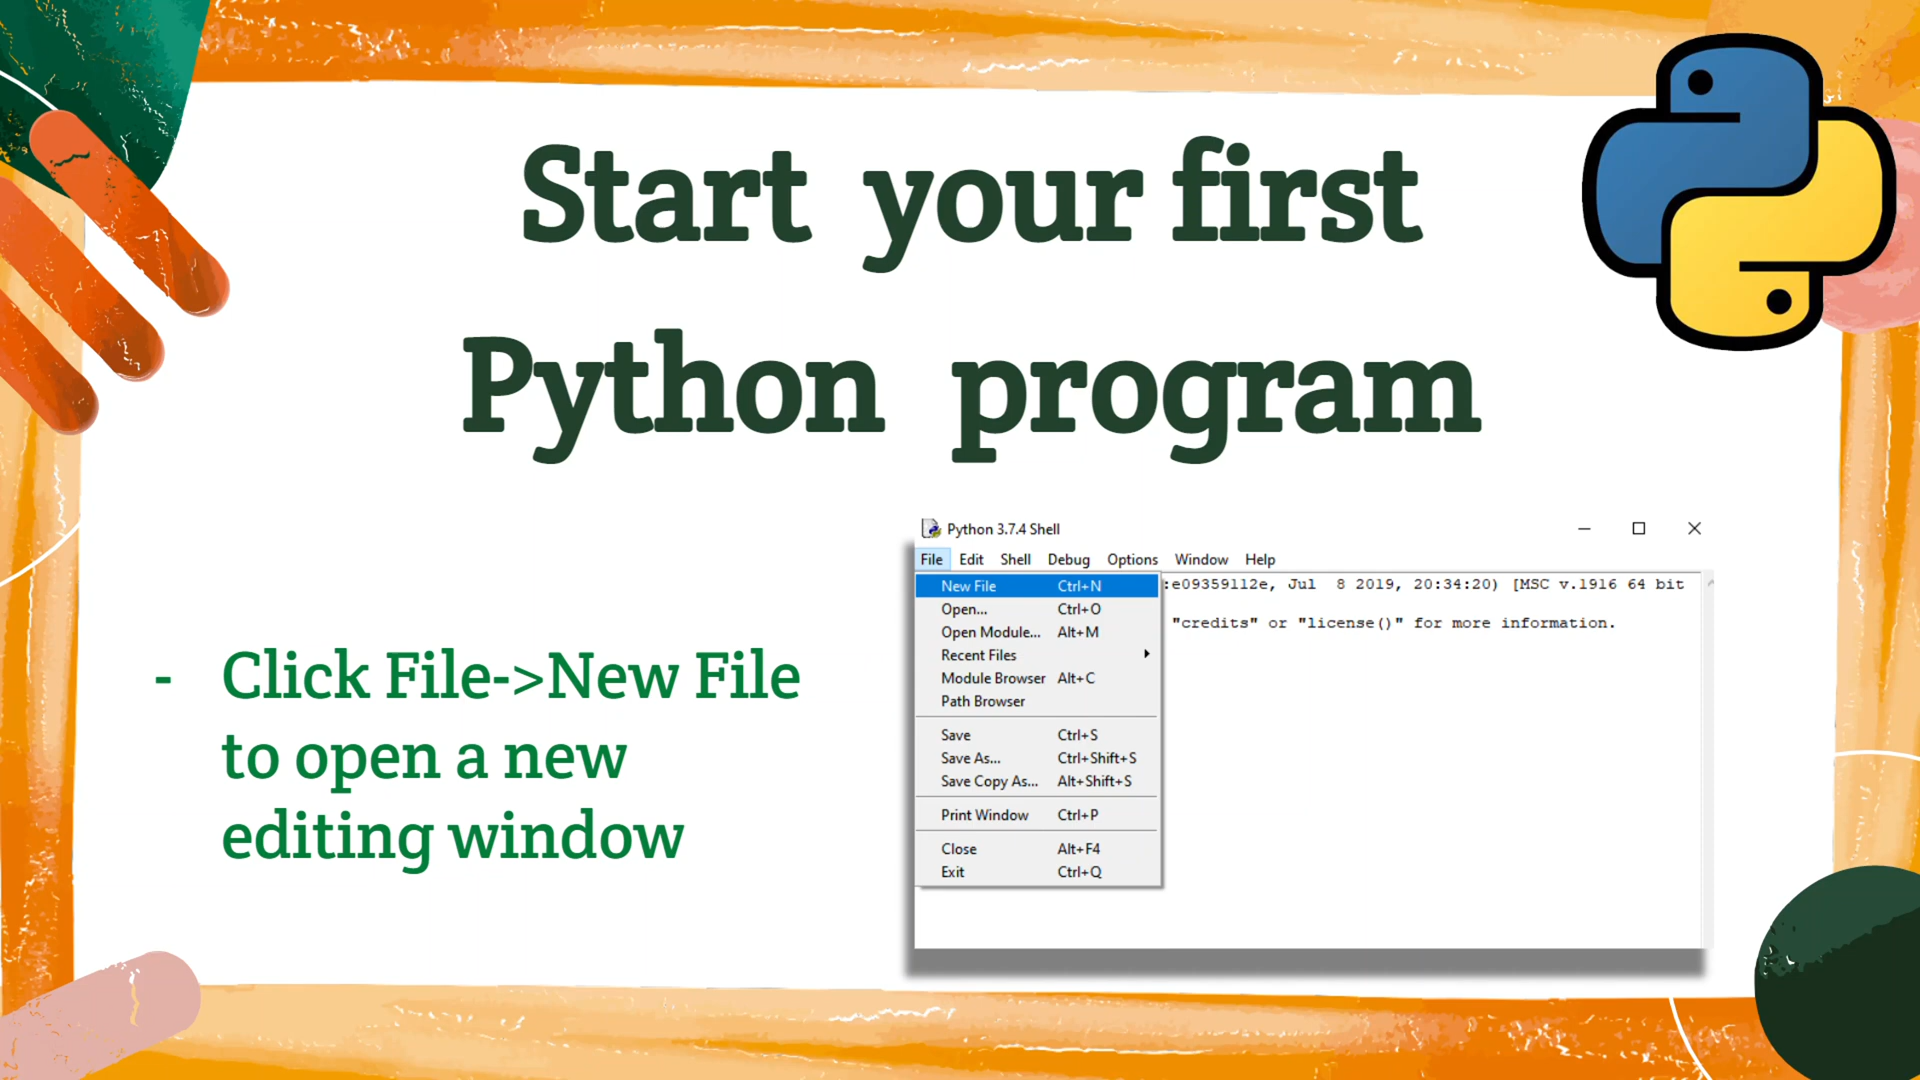 Start your first
Python program
- Click File->New File
to open a new
editing window
Python 3.7.4 Shell
File Edit Shell Debug Options Window Help
New File Ctrl+N
:e09359112e, Jul 8 2019, 20:34:20) [MSC v.1916 64 bit
Open... Ctrl+O
"credits" or "license()" for more information.
Open Module... Alt+M
Recent Files
Module Browser Alt+C
Path Browser
Save Ctrl+S
Save As... Ctrl+Shift+S
Save Copy As... Alt+Shift+S
Print Window Ctrl+P
Close Alt+F4
Exit Ctrl+Q